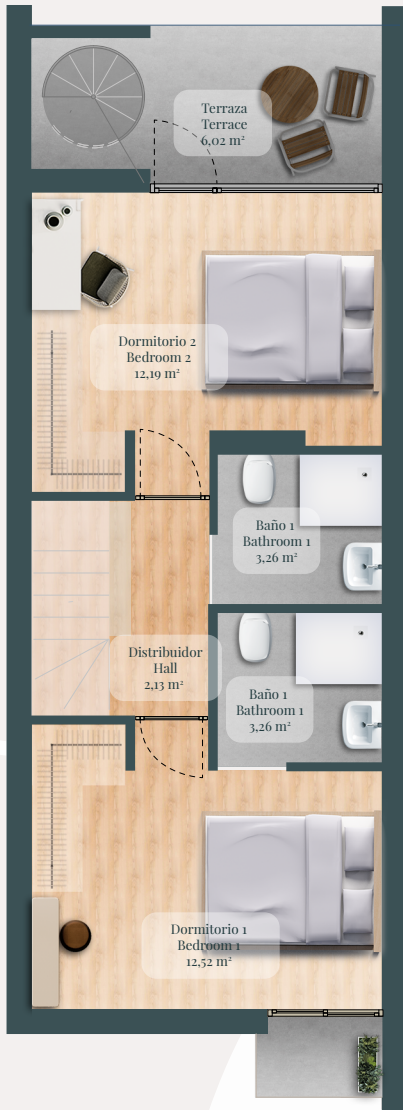 Terraza
Terrace
6,02 m²
Dormitorio 2
Bedroom 2
12,19 m²
Baño 1
Bathroom 1
3,26 m²
Distribuidor
Hall
2,13 m²
Baño 1
Bathroom 1
3,26 m²
Dormitorio 1
Bedroom 1
12,52 m²